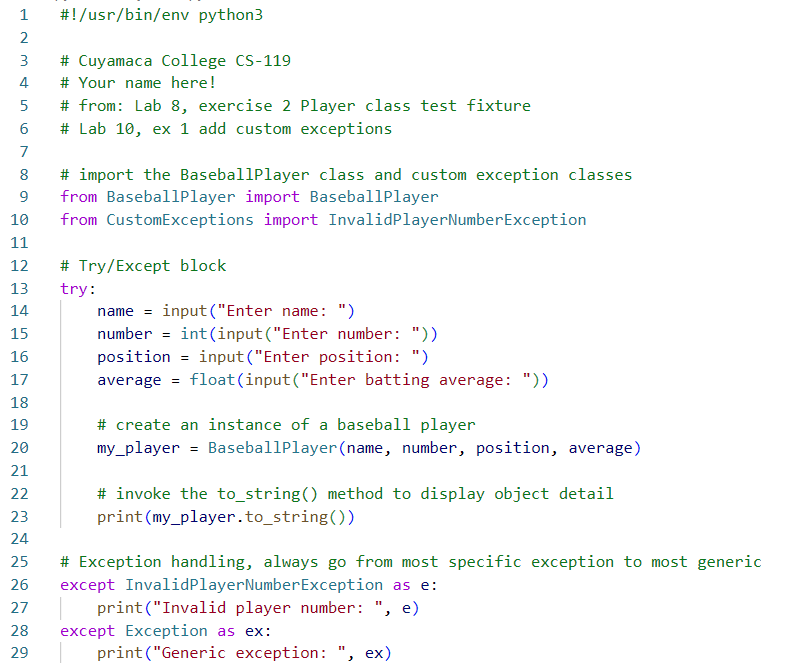 1 #!/usr/bin/env python3
2
3 # Cuyamaca College CS-119
4 # Your name here!
5 # from: Lab 8, exercise 2 Player class test fixture
6 # Lab 10, ex 1 add custom exceptions
7
8 # import the BaseballPlayer class and custom exception classes
9 from BaseballPlayer import BaseballPlayer
10 from CustomExceptions import InvalidPlayerNumberException
11
12 # Try/Except block
13 try:
14     name = input("Enter name: ")
15     number = int(input("Enter number: "))
16     position = input("Enter position: ")
17     average = float(input("Enter batting average: "))
18
19     # create an instance of a baseball player
20     my_player = BaseballPlayer(name, number, position, average)
21
22     # invoke the to_string() method to display object detail
23     print(my_player.to_string())
24
25 # Exception handling, always go from most specific exception to most generic
26 except InvalidPlayerNumberException as e:
27     print("Invalid player number: ", e)
28 except Exception as ex:
29     print("Generic exception: ", ex)